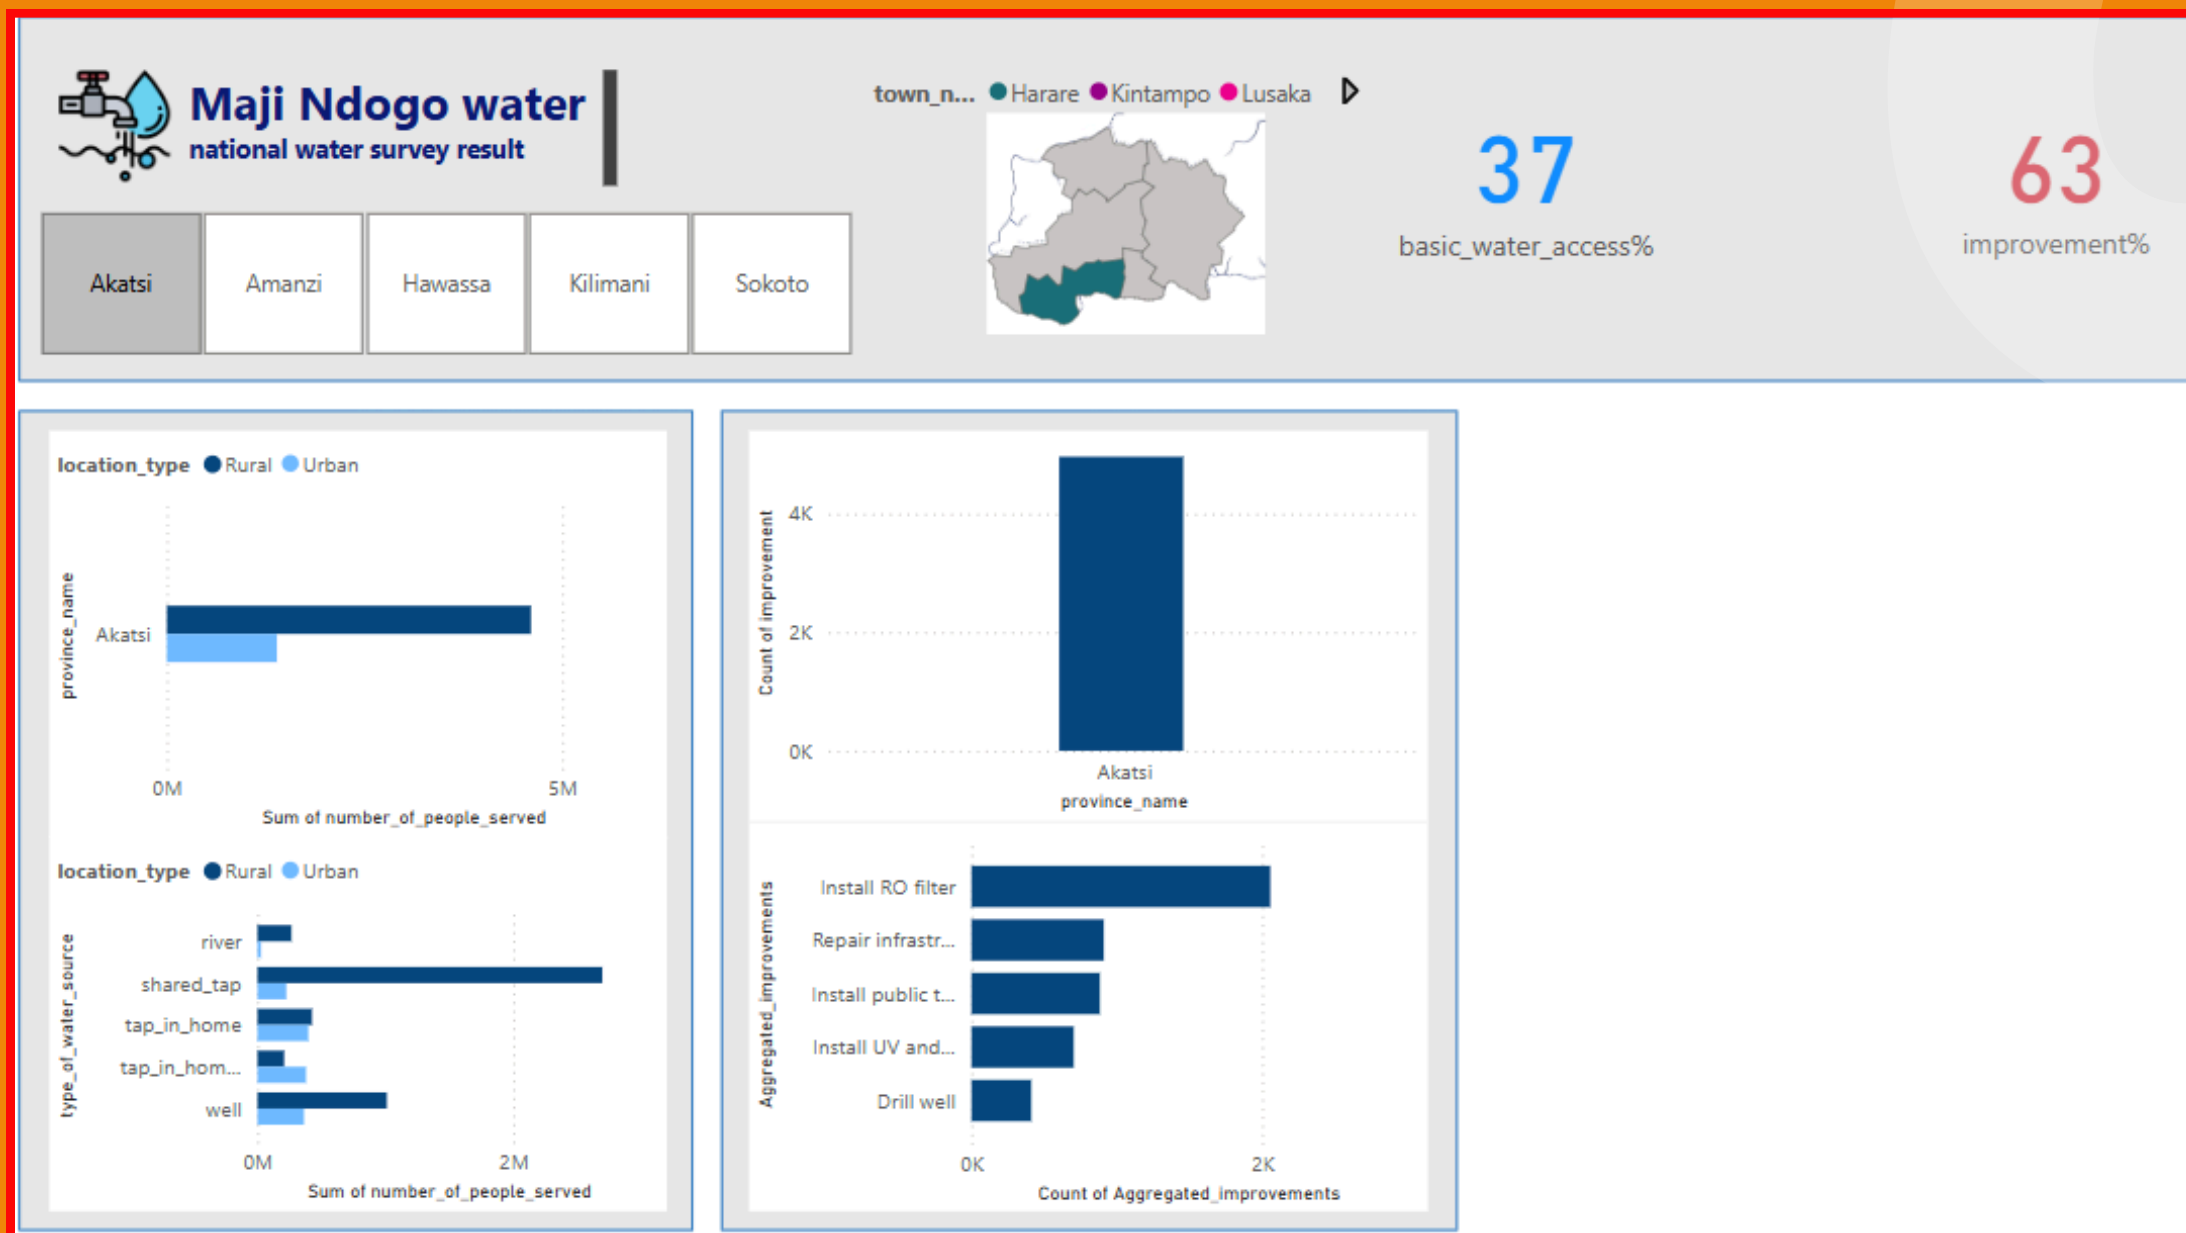 Maji Ndogo water
national water survey result
Akatsi
Amanzi
Hawassa
Kilimani
Sokoto
town_n... Harare Kintampo Lusaka
37
basic_water_access%
63
improvement%
location_type Rural Urban
province_name
Akatsi
0M 5M
Sum of number_of_people_served
location_type Rural Urban
type_of_water_source
river
shared_tap
tap_in_home
tap_in_hom...
well
0M 2M
Sum of number_of_people_served
Count of improvement
4K
2K
0K
Akatsi
province_name
Aggregated_improvements
Install RO filter
Repair infrastr...
Install public t...
Install UV and...
Drill well
0K 2K
Count of Aggregated_improvements